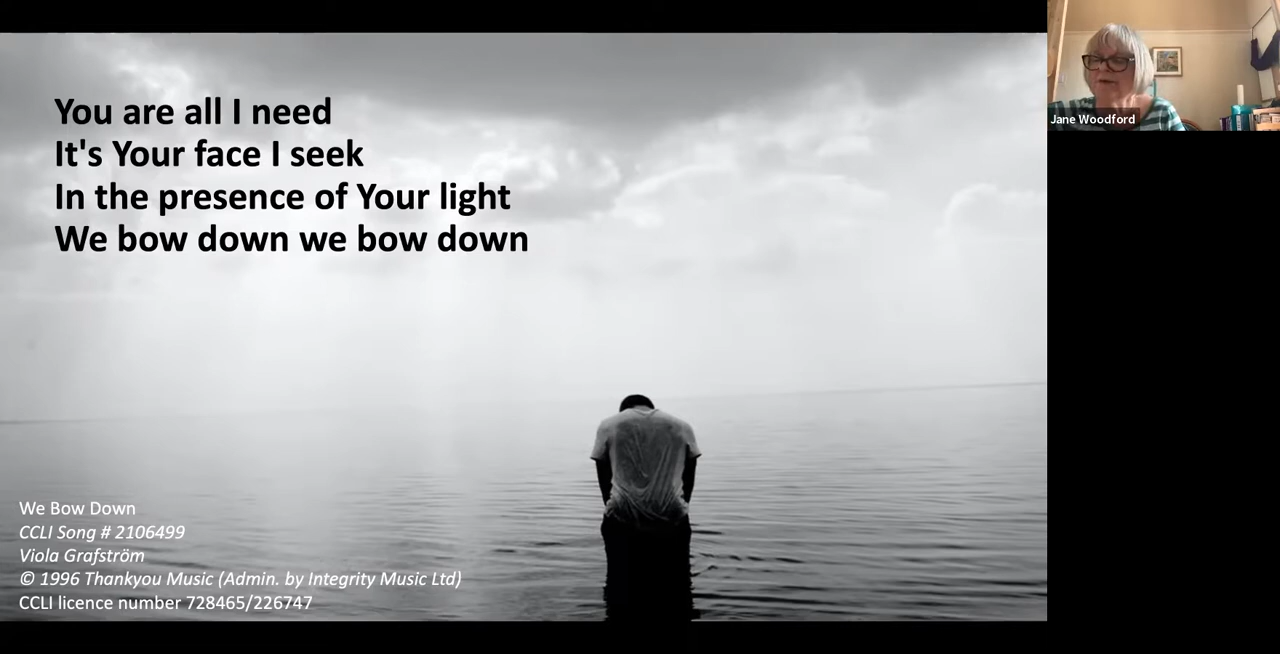 You are all I need
It's Your face I seek
In the presence of Your light
We bow down we bow down
We Bow Down
CCLI Song # 2106499
Viola Grafström
© 1996 Thankyou Music (Admin. by Integrity Music Ltd)
CCLI licence number 728465/226747
Jane Woodford